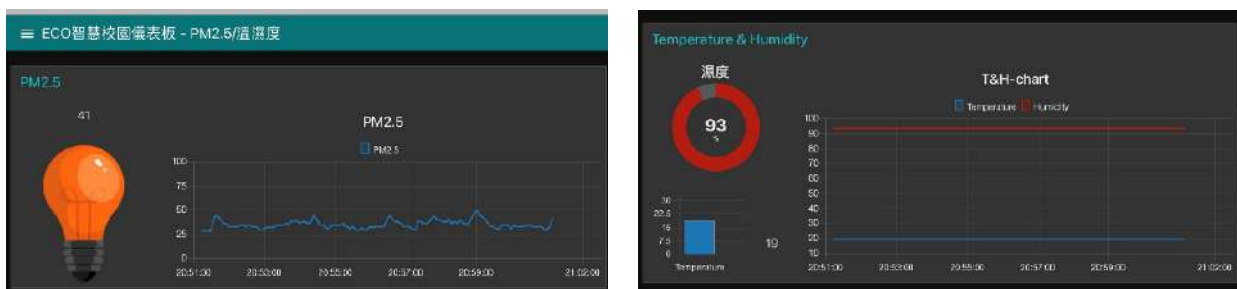 ≡ ECO智慧校園儀表板 - PM2.5/溫濕度
PM2.5
41
PM2.5
PM2.5
100
75
50
25
0
20:51:00 20:53:00 20:55:00 20:57:00 20:59:00 21:02:00
Temperature & Humidity
濕度
93
%
30
22.5
15
7.5
0
Temperature
19
T&H-chart
Temperature Humidity
100
90
80
70
60
50
40
30
20
10
20:51:00 20:53:00 20:55:00 20:57:00 20:59:00 21:02:00